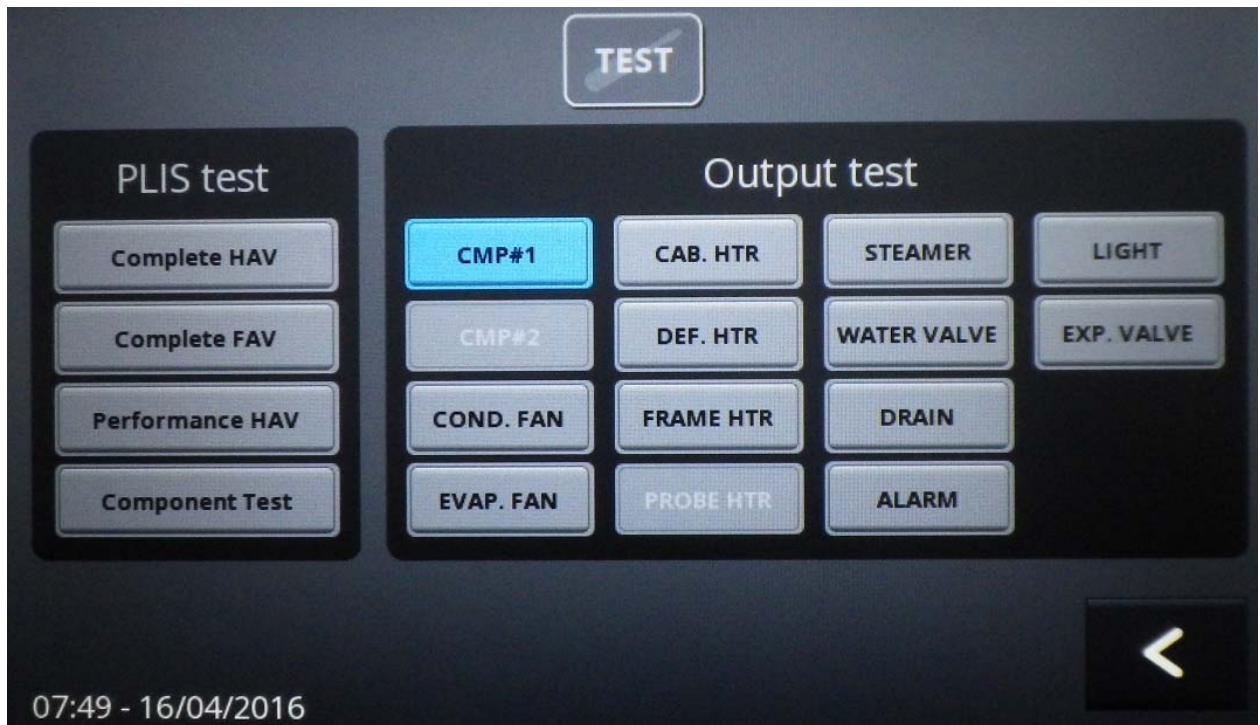 TEST
PLIS test
Complete HAV
Complete FAV
Performance HAV
Component Test
Output test
CMP#1
CAB. HTR
STEAMER
LIGHT
CMP#2
DEF. HTR
WATER VALVE
EXP. VALVE
COND. FAN
FRAME HTR
DRAIN
EVAP. FAN
PROBE HTR
ALARM
07:49 - 16/04/2016